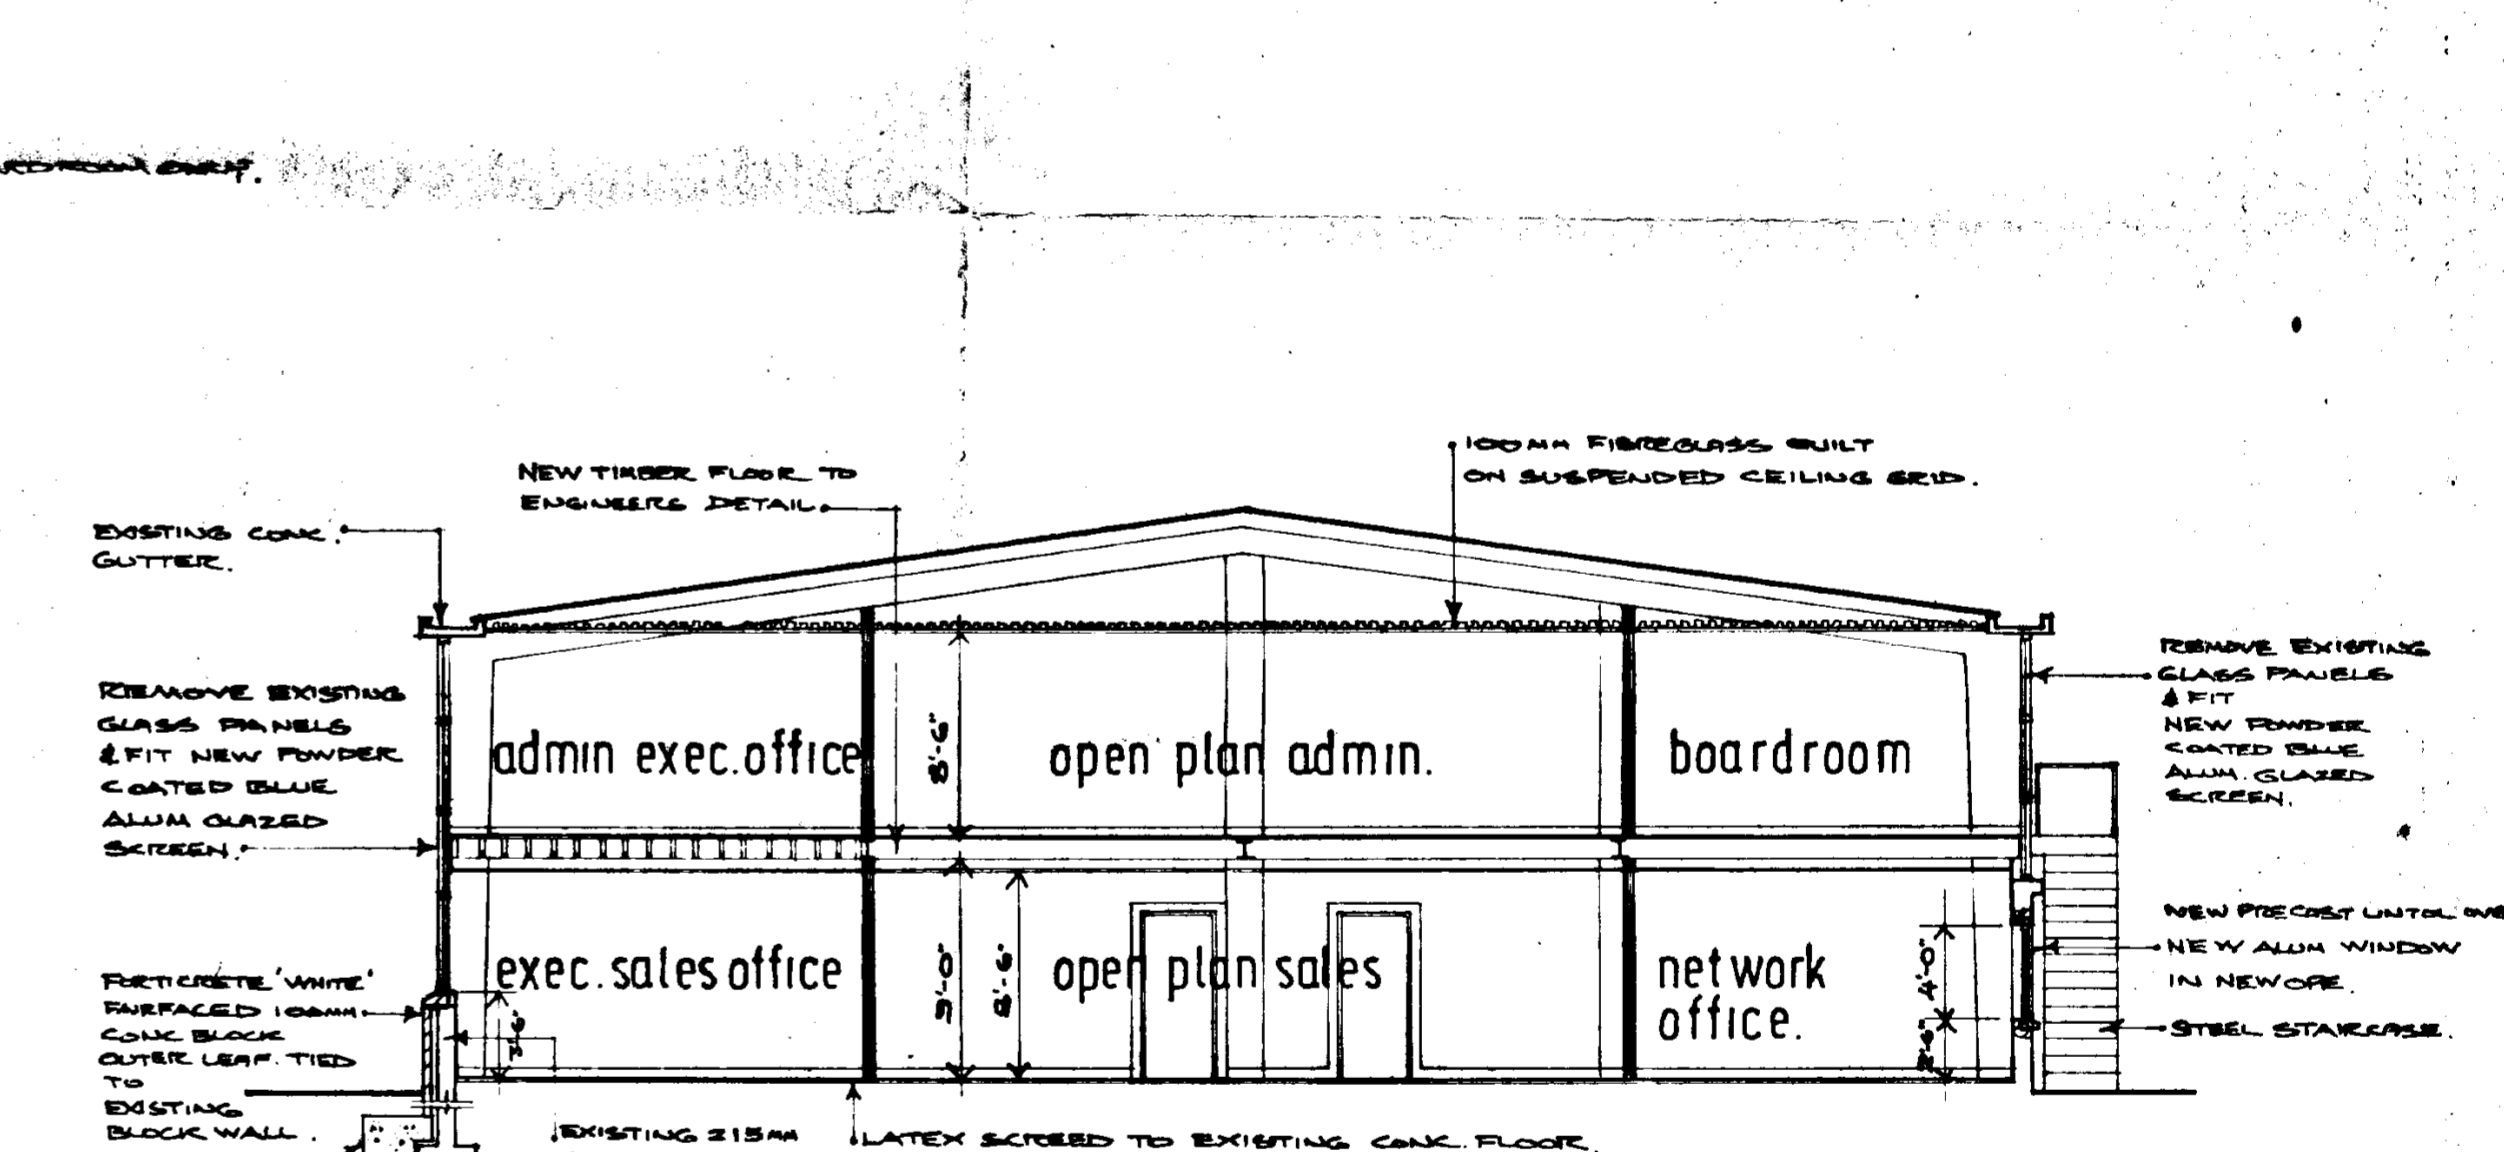 100MM FIBREGLASS QUILT
ON SUSPENDED CEILING GRID.
NEW TIMBER FLOOR TO
ENGINEERS DETAIL
EXISTING CONC.
GUTTER.
REMOVE EXISTING
GLASS PANELS
& FIT NEW POWDER
COATED BLUE
ALUM GLAZED
SCREEN.
admin exec. office
8'-6"
open plan admin.
boardroom
REMOVE EXISTING
GLASS PANELS
& FIT
NEW POWDER
COATED BLUE
ALUM. GLAZED
SCREEN.
FORTICRETE 'WHITE'
FAIRFACED 100MM
CONC BLOCK
OUTER LEAF. TIED
TO
EXISTING
BLOCK WALL.
exec. sales office
9'-0"
8'-6"
open plan sales
network
office.
4'-0"
NEW PRECAST LINTOL
NEW ALUM WINDOW
IN NEW OPE.
STEEL STAIRCASE.
EXISTING 215MM
LATEX SCREED TO EXISTING CONC. FLOOR